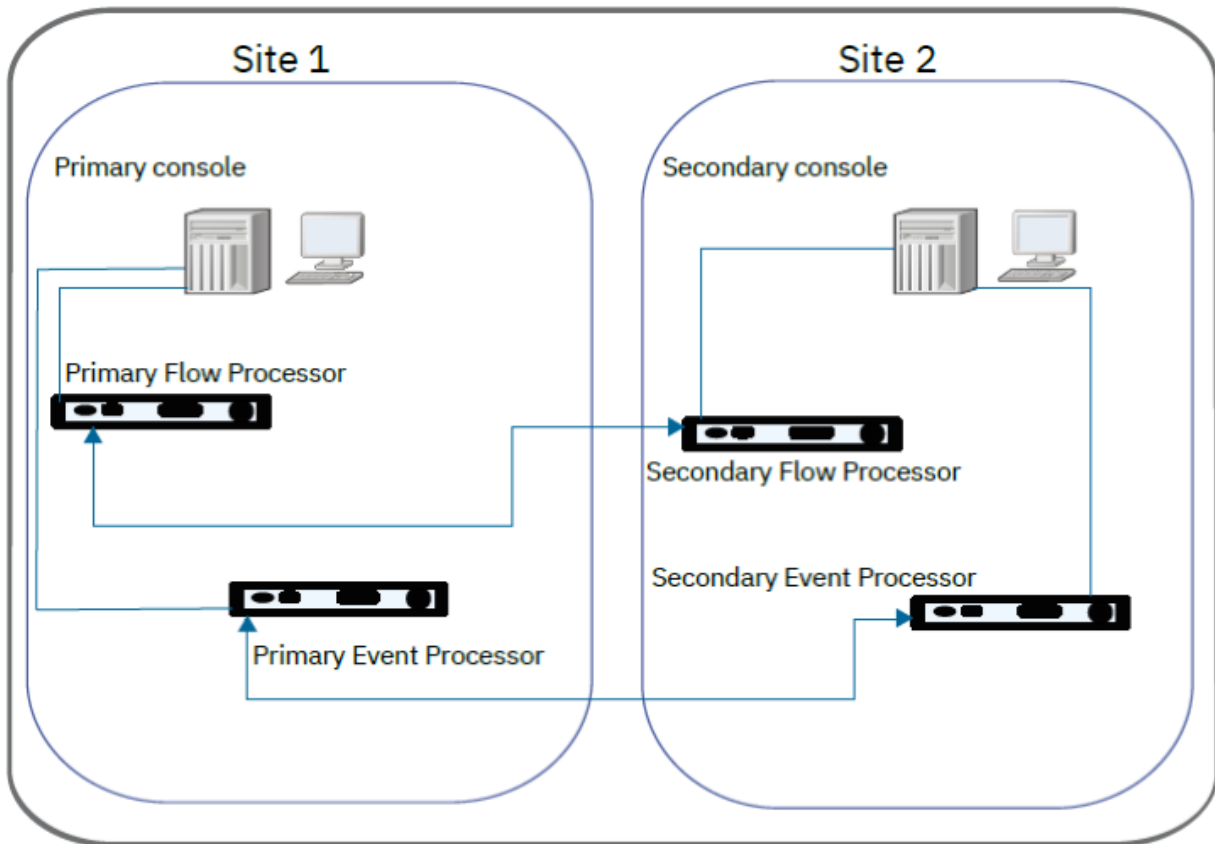 Site 1
Site 2
Primary console
Secondary console
Primary Flow Processor
Secondary Flow Processor
Secondary Event Processor
Primary Event Processor